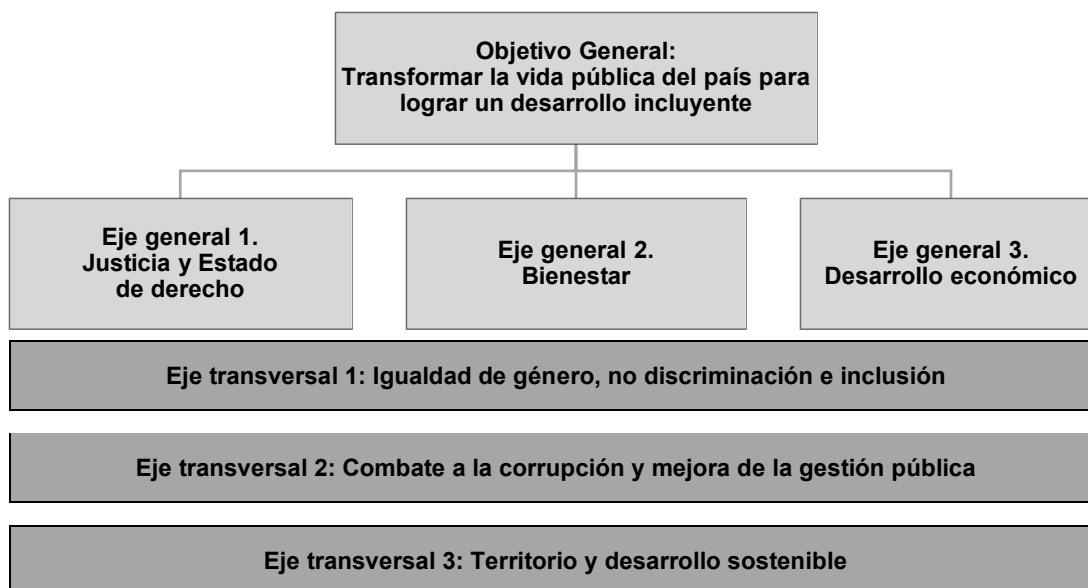 Objetivo General:
Transformar la vida pública del país para
lograr un desarrollo incluyente
Eje general 1.
Justicia y Estado
de derecho
Eje general 2.
Bienestar
Eje general 3.
Desarrollo económico
Eje transversal 1: Igualdad de género, no discriminación e inclusión
Eje transversal 2: Combate a la corrupción y mejora de la gestión pública
Eje transversal 3: Territorio y desarrollo sostenible